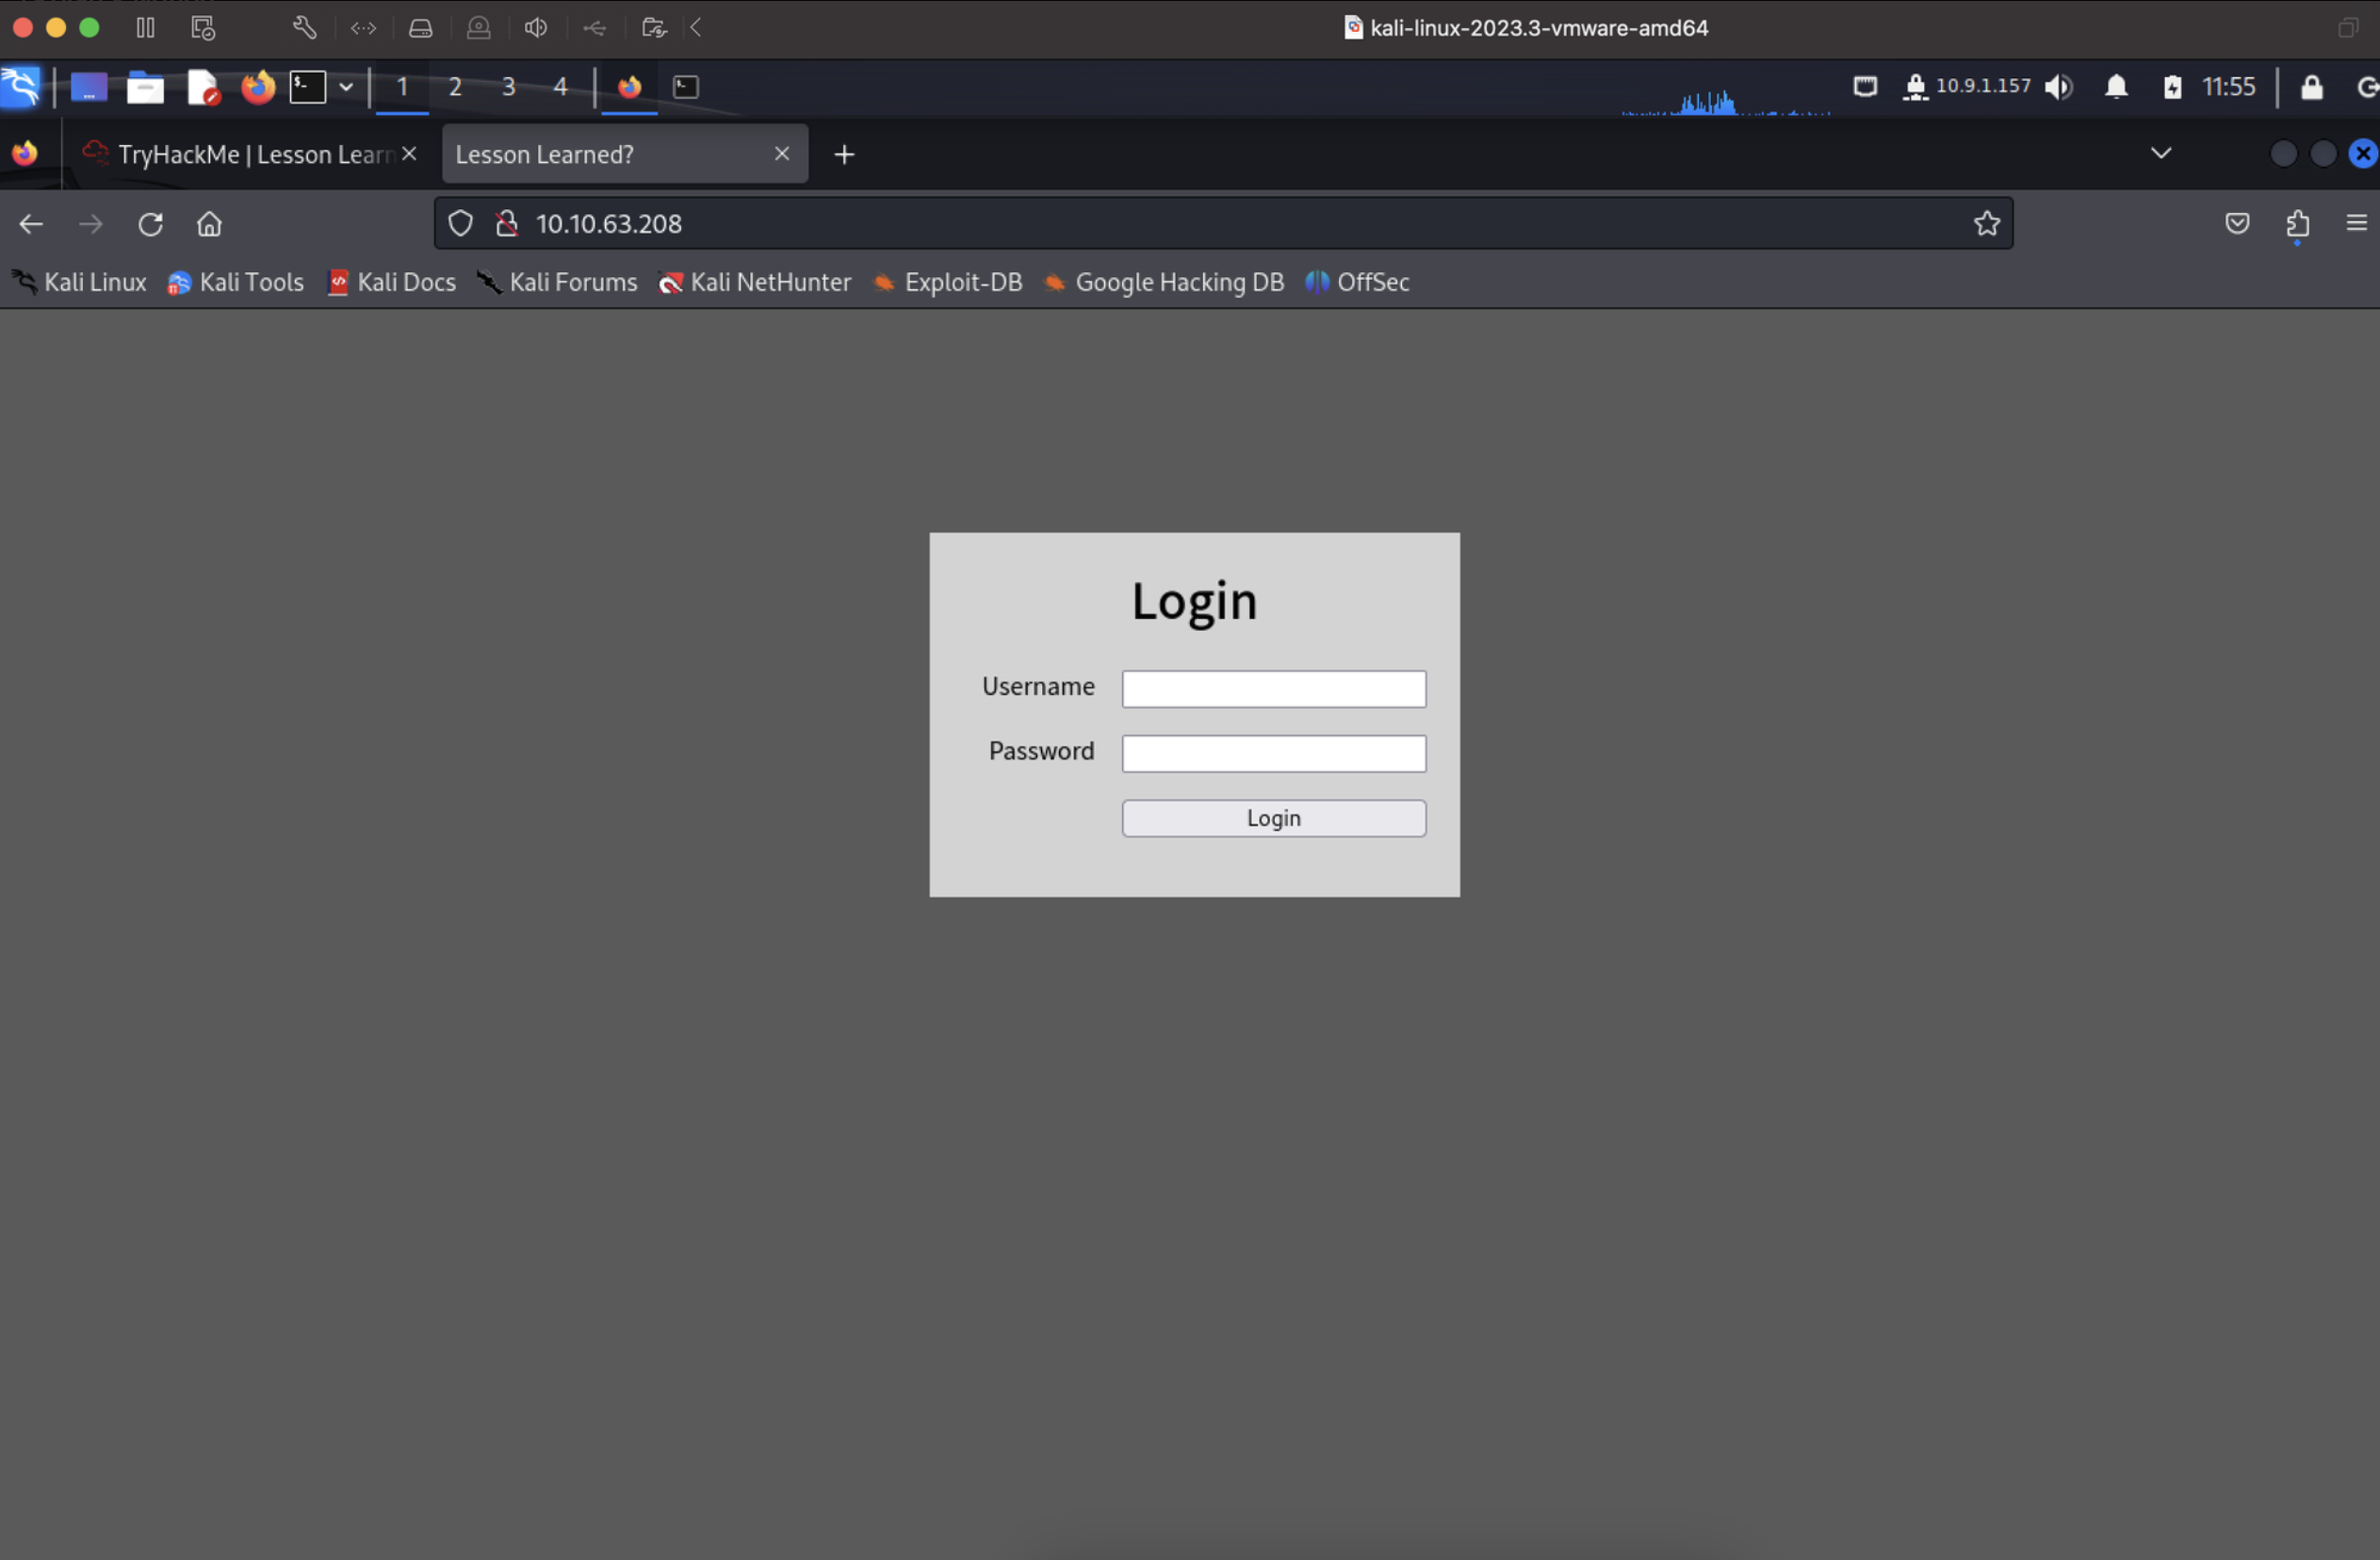 kali-linux-2023.3-vmware-amd64
1 2 3 4 10.9.1.157 11:55
TryHackMe | Lesson Learn Lesson Learned?
10.10.63.208
Kali Linux Kali Tools Kali Docs Kali Forums Kali NetHunter Exploit-DB Google Hacking DB OffSec
Login
Username
Password
Login